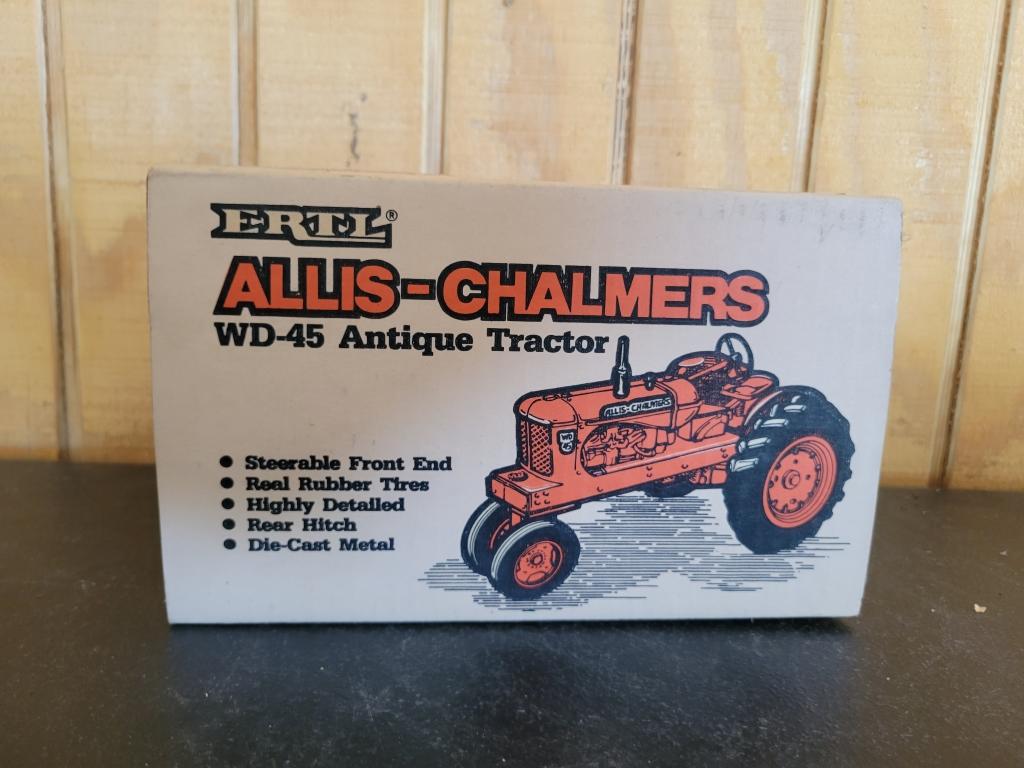 ERTL®
ALLIS-CHALMERS
WD-45 Antique Tractor
ALLIS-CHALMERS
WD
45
● Steerable Front End
● Real Rubber Tires
● Highly Detailed
● Rear Hitch
● Die-Cast Metal